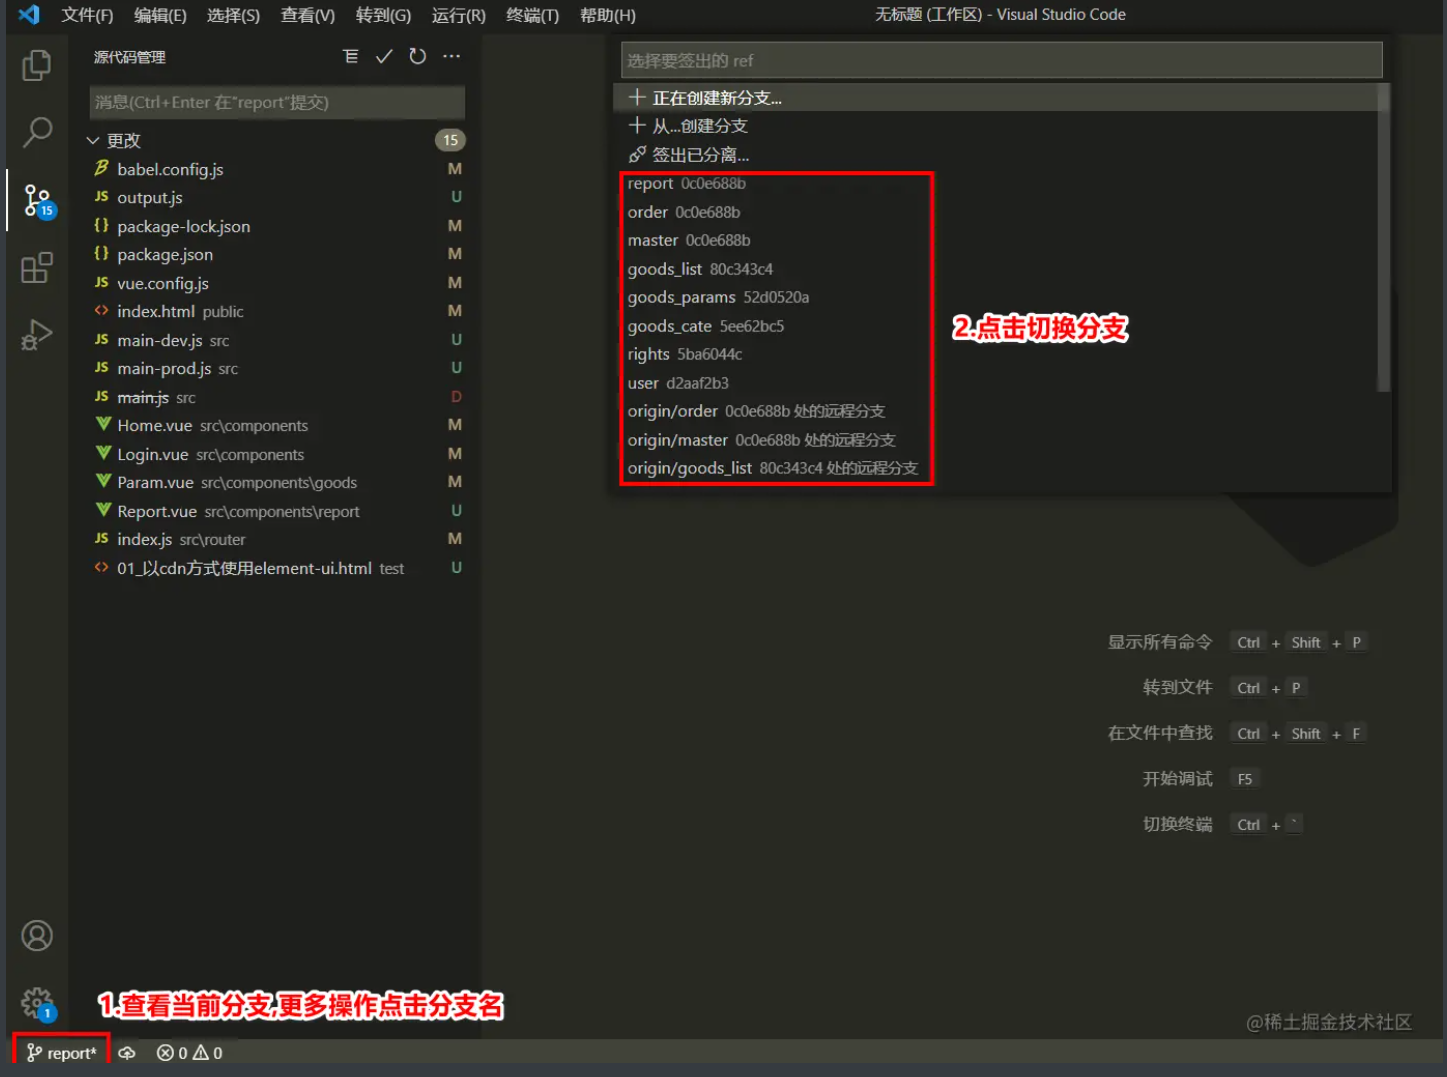 文件(F) 编辑(E) 选择(S) 查看(V) 转到(G) 运行(R) 终端(T) 帮助(H) 无标题 (工作区) - Visual Studio Code
源代码管理
消息(Ctrl+Enter 在"report"提交)
更改 15
babel.config.js M
output.js U
package-lock.json M
package.json M
vue.config.js M
index.html public M
main-dev.js src U
main-prod.js src U
main.js src D
Home.vue src\components M
Login.vue src\components M
Param.vue src\components\goods M
Report.vue src\components\report U
index.js src\router M
01_以cdn方式使用element-ui.html test U
15
选择要签出的 ref
正在创建新分支...
从...创建分支
签出已分离...
report 0c0e688b
order 0c0e688b
master 0c0e688b
goods_list 80c343c4
goods_params 52d0520a
goods_cate 5ee62bc5
rights 5ba6044c
user d2aaf2b3
origin/order 0c0e688b 处的远程分支
origin/master 0c0e688b 处的远程分支
origin/goods_list 80c343c4 处的远程分支
2.点击切换分支
显示所有命令 Ctrl + Shift + P
转到文件 Ctrl + P
在文件中查找 Ctrl + Shift + F
开始调试 F5
切换终端 Ctrl + `
1
1.查看当前分支,更多操作点击分支名
@稀土掘金技术社区
report* 0 0